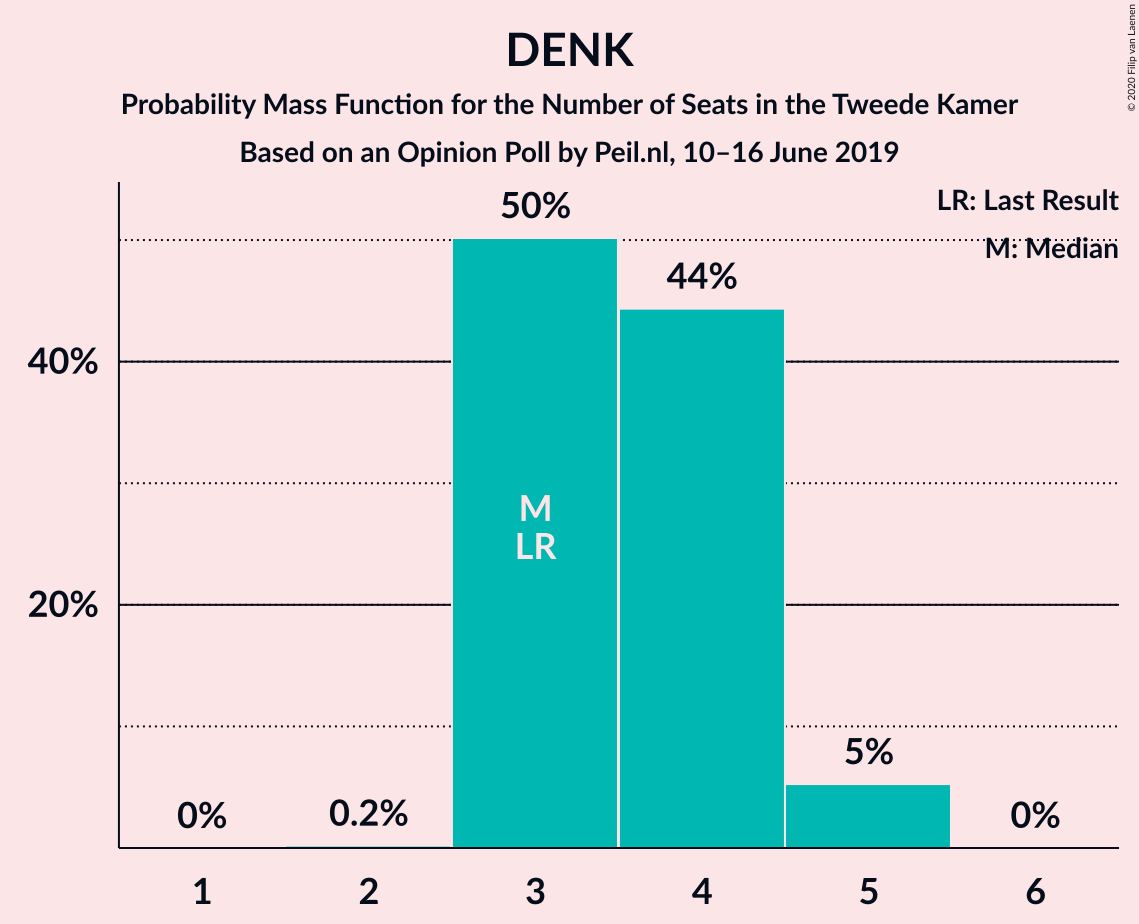 DENK
Probability Mass Function for the Number of Seats in the Tweede Kamer
Based on an Opinion Poll by Peil.nl, 10–16 June 2019
© 2020 Filip van Laenen
LR: Last Result
M: Median
50%
44%
40%
M
LR
20%
5%
0%
0.2%
0%
1
2
3
4
5
6